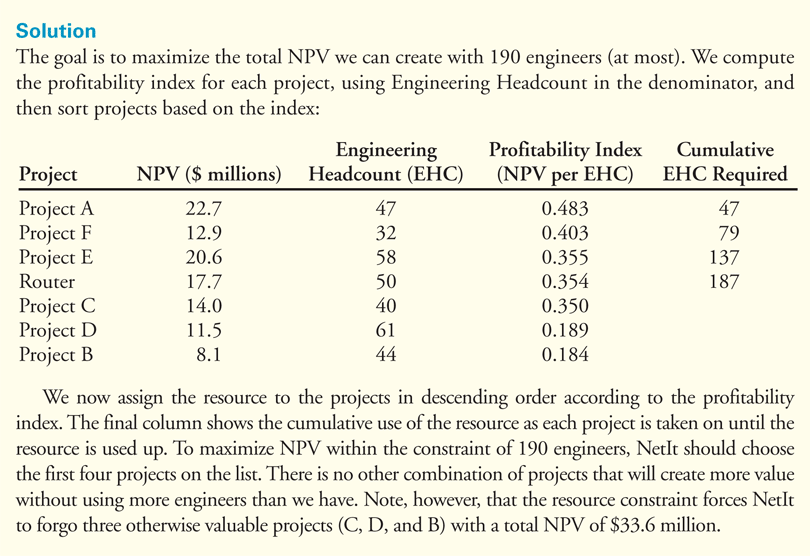 Solution
The goal is to maximize the total NPV we can create with 190 engineers (at most). We compute
the profitability index for each project, using Engineering Headcount in the denominator, and
then sort projects based on the index:
Engineering Profitability Index Cumulative
Project NPV ($ millions) Headcount (EHC) (NPV per EHC) EHC Required
Project A 22.7 47 0.483 47
Project F 12.9 32 0.403 79
Project E 20.6 58 0.355 137
Router 17.7 50 0.354 187
Project C 14.0 40 0.350
Project D 11.5 61 0.189
Project B 8.1 44 0.184
We now assign the resource to the projects in descending order according to the profitability
index. The final column shows the cumulative use of the resource as each project is taken on until the
resource is used up. To maximize NPV within the constraint of 190 engineers, NetIt should choose
the first four projects on the list. There is no other combination of projects that will create more value
without using more engineers than we have. Note, however, that the resource constraint forces NetIt
to forgo three otherwise valuable projects (C, D, and B) with a total NPV of $33.6 million.